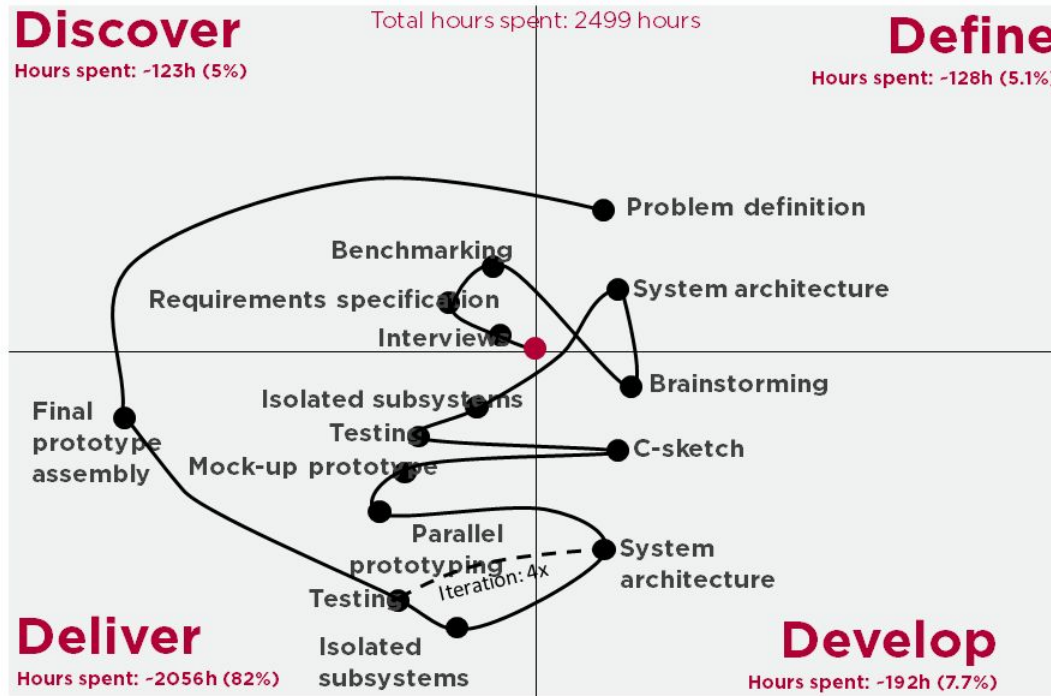 Discover
Hours spent: ~123h (5%)
Total hours spent: 2499 hours
Define
Hours spent: ~128h (5.1%)
Problem definition
Benchmarking
Requirements specification
System architecture
Interviews
Brainstorming
Isolated subsystems
Final
prototype
assembly
Testing
C-sketch
Mock-up prototype
Parallel
prototyping
System
architecture
Iteration: 4x
Testing
Isolated
subsystems
Deliver
Hours spent: ~2056h (82%)
Develop
Hours spent: ~192h (7.7%)